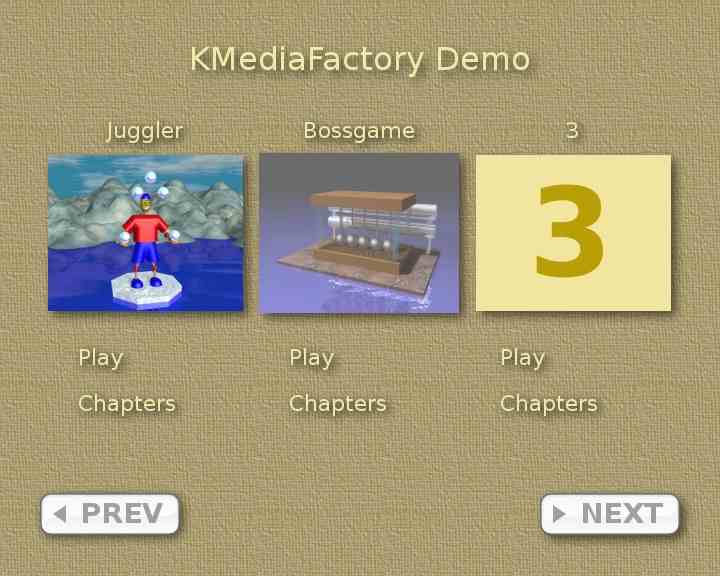 KMediaFactory Demo
Juggler Bossgame 3
3
Play Play Play
Chapters Chapters Chapters
PREV NEXT